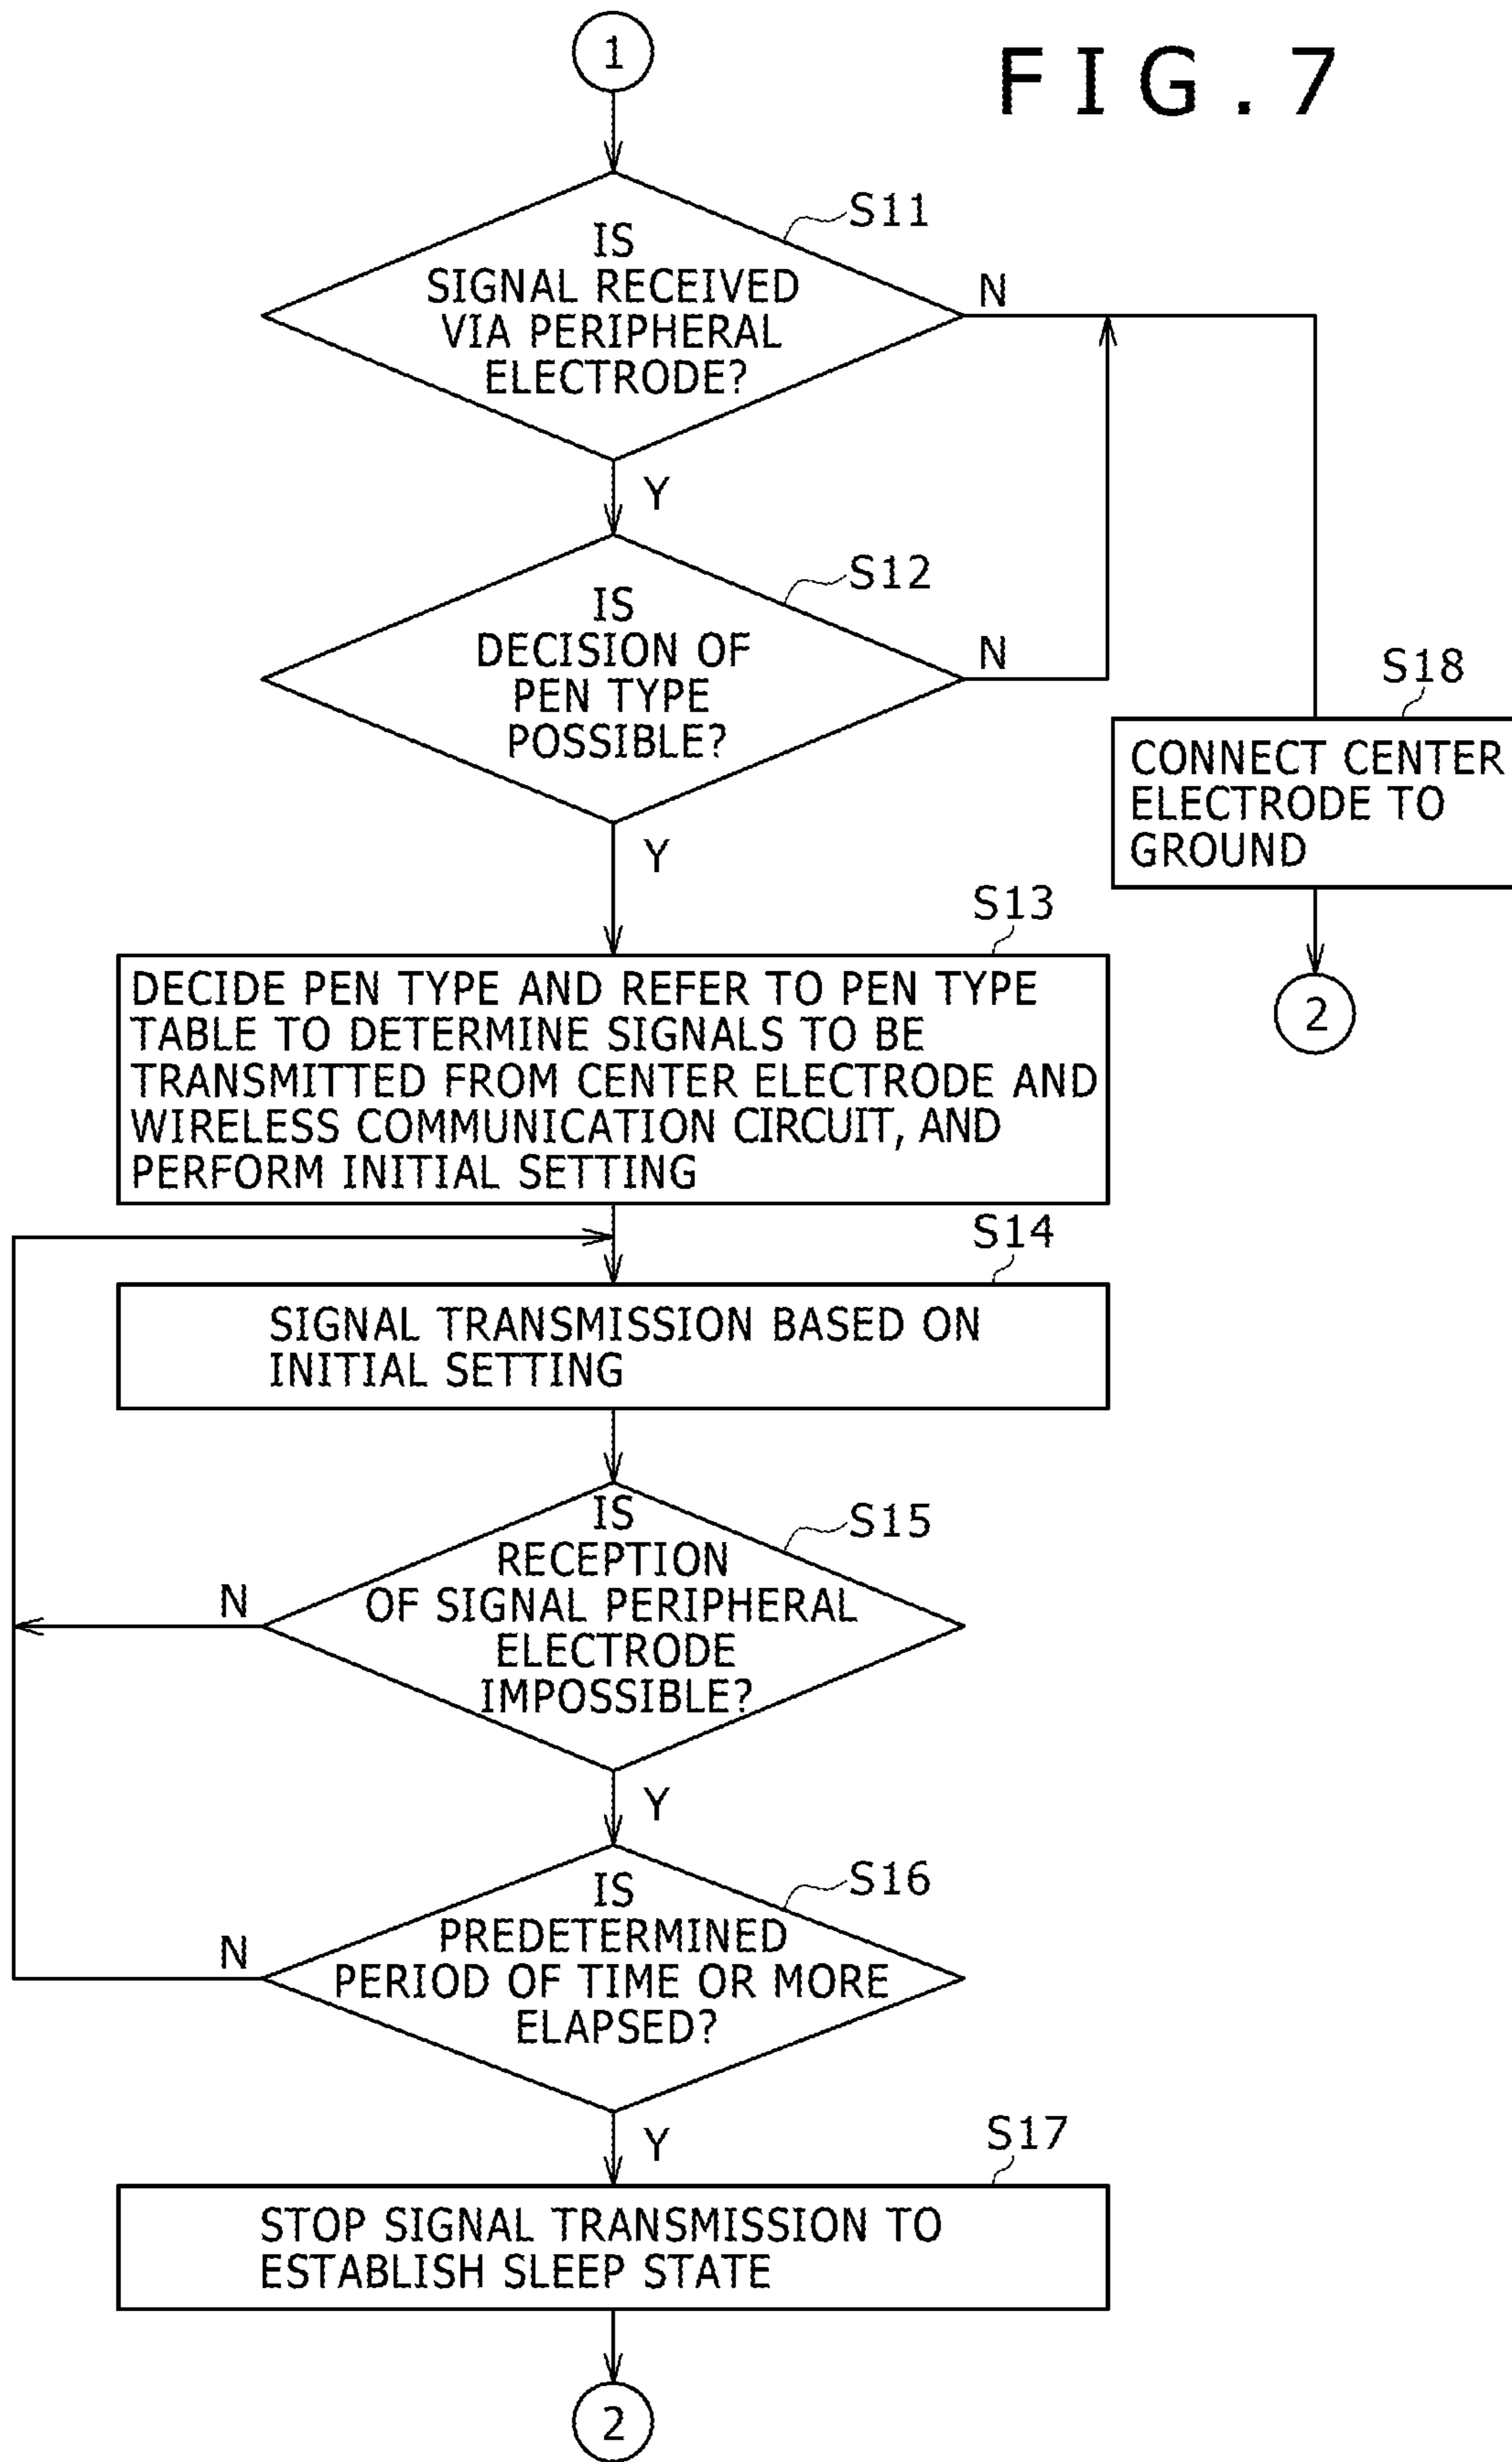 1
FIG.7
S11
IS
SIGNAL RECEIVED
VIA PERIPHERAL
ELECTRODE?
N
Y
S12
IS
DECISION OF
PEN TYPE
POSSIBLE?
N
Y
S18
CONNECT CENTER
ELECTRODE TO
GROUND
2
S13
DECIDE PEN TYPE AND REFER TO PEN TYPE
TABLE TO DETERMINE SIGNALS TO BE
TRANSMITTED FROM CENTER ELECTRODE AND
WIRELESS COMMUNICATION CIRCUIT, AND
PERFORM INITIAL SETTING
S14
SIGNAL TRANSMISSION BASED ON
INITIAL SETTING
S15
IS
RECEPTION
OF SIGNAL PERIPHERAL
ELECTRODE
IMPOSSIBLE?
N
Y
S16
IS
PREDETERMINED
PERIOD OF TIME OR MORE
ELAPSED?
N
Y
S17
STOP SIGNAL TRANSMISSION TO
ESTABLISH SLEEP STATE
2